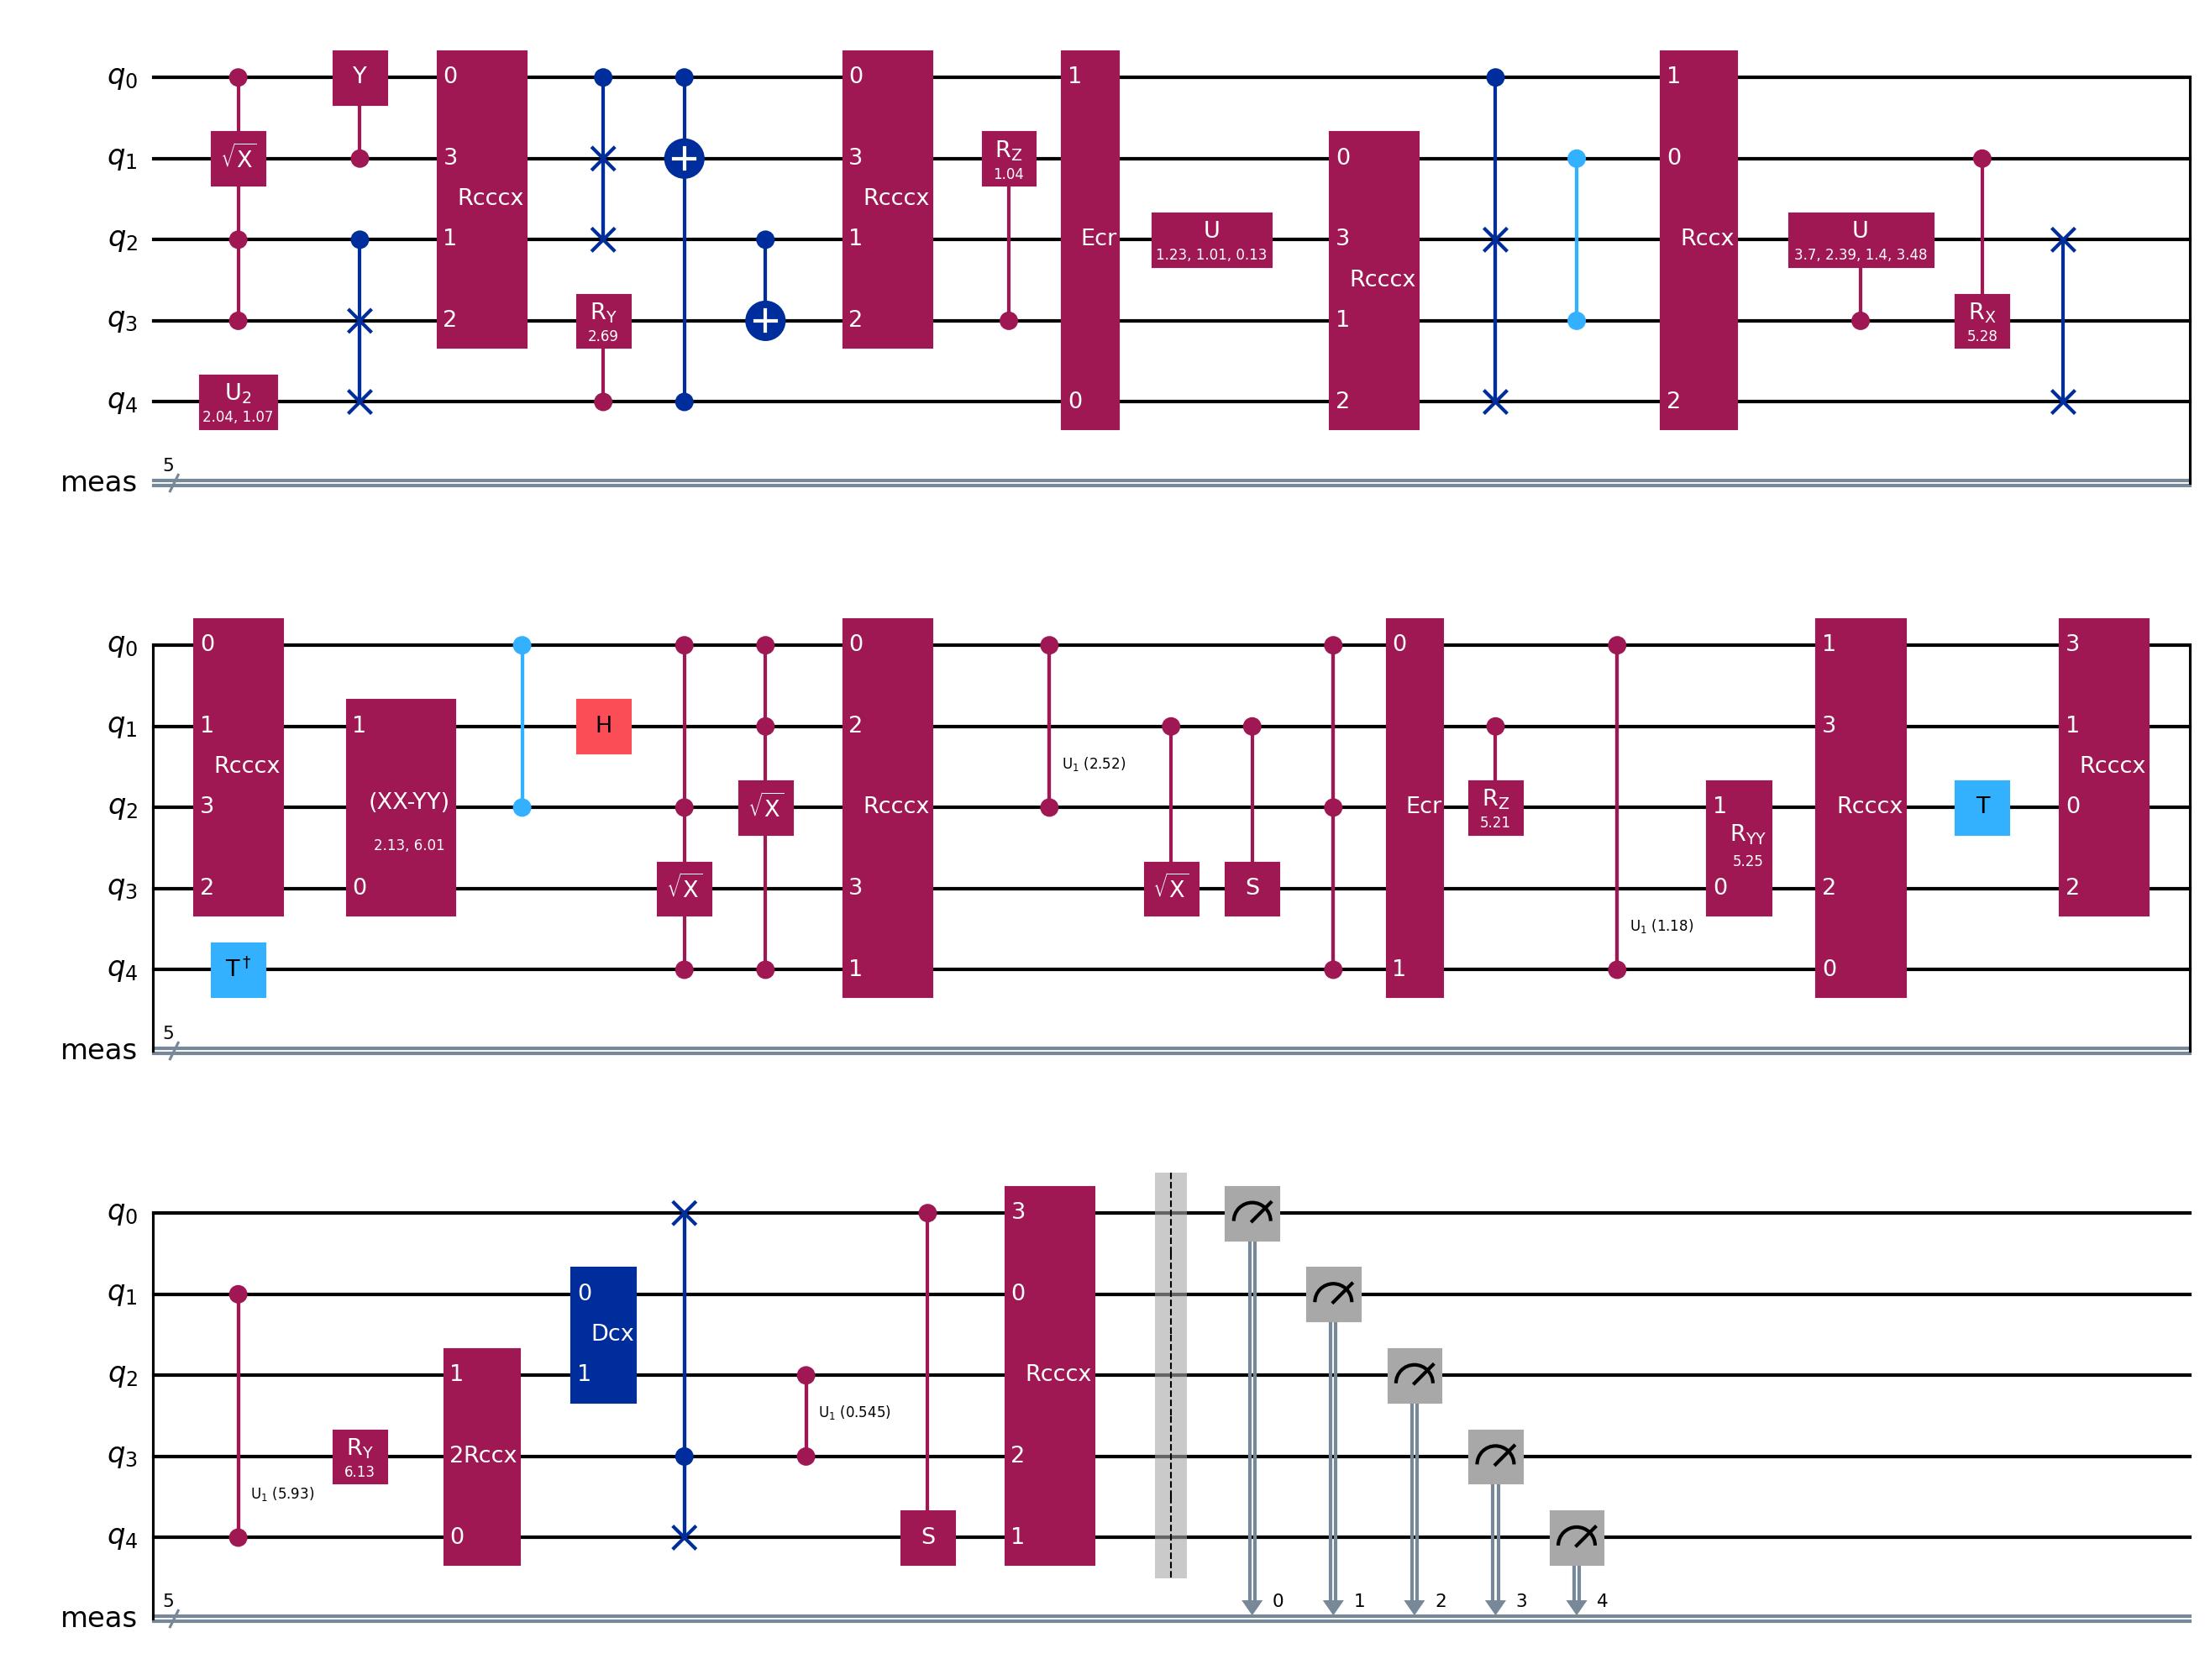 q0 0 0 1 1
Y
q1 √X 3 3 RZ 1.04 0 0
Rcccx Rcccx
q2 1 1 Ecr U 1.23, 1.01, 0.13 3 Rccx U 3.7, 2.39, 1.4, 3.48
Rcccx
q3 2 RY 2.69 2 1 RX 5.28
q4 U2 2.04, 1.07 0 2 2
meas 5
q0 0 0 0 1 3
q1 1 1 H 2 3 1
Rcccx U1 (2.52) Rcccx
q2 3 (XX-YY) 2.13, 6.01 √X Rcccx Ecr RZ 5.21 1 RYY 5.25 Rcccx T 0
q3 2 0 √X 3 √X S 0 2 2
U1 (1.18)
q4 T† 1 1 0
meas 5
q0 3
q1 0 0
Dcx
q2 1 1 Rcccx
U1 (0.545)
q3 RY 6.13 2Rccx 2
U1 (5.93)
q4 0 S 1
meas 5 0 1 2 3 4